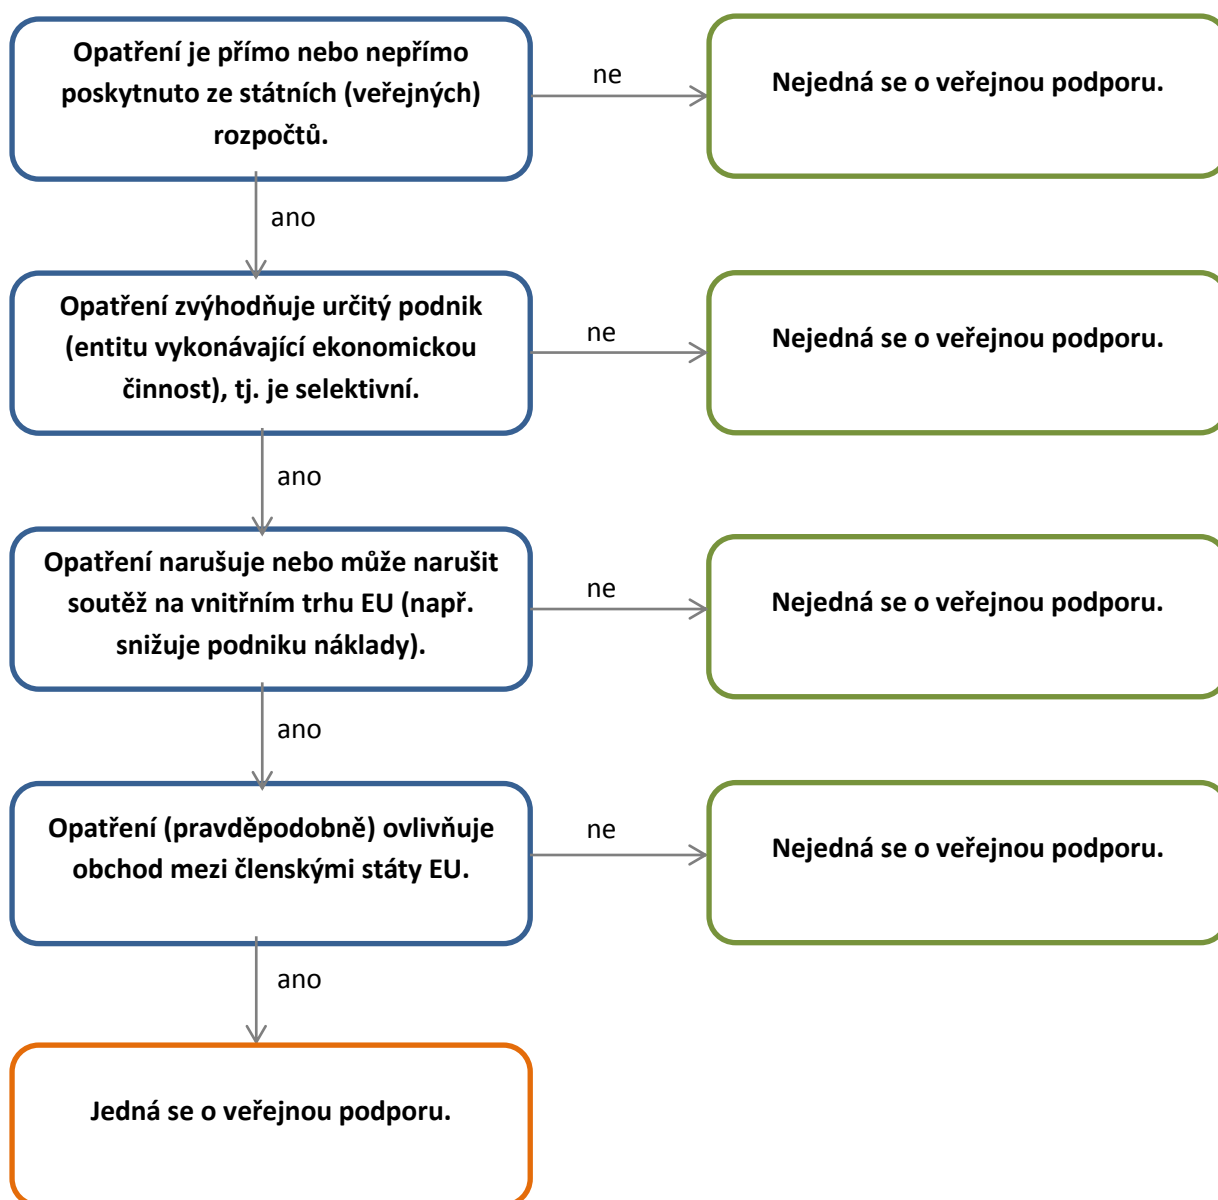 Opatření je přímo nebo nepřímo
poskytnuto ze státních (veřejných)
rozpočtů.
ne
Nejedná se o veřejnou podporu.
ano
Opatření zvýhodňuje určitý podnik
(entitu vykonávající ekonomickou
činnost), tj. je selektivní.
ne
Nejedná se o veřejnou podporu.
ano
Opatření narušuje nebo může narušit
soutěž na vnitřním trhu EU (např.
snižuje podniku náklady).
ne
Nejedná se o veřejnou podporu.
ano
Opatření (pravděpodobně) ovlivňuje
obchod mezi členskými státy EU.
ne
Nejedná se o veřejnou podporu.
ano
Jedná se o veřejnou podporu.